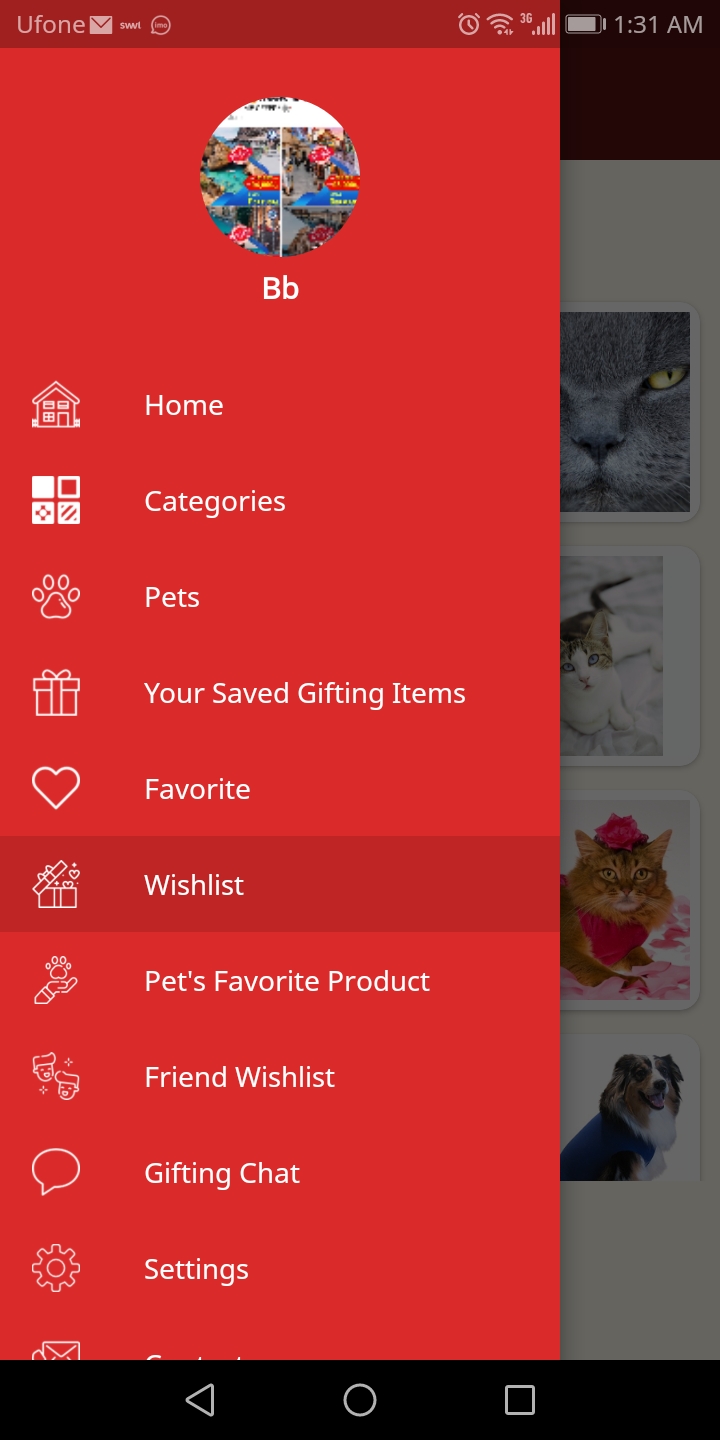 Ufone swvl imo 3G 1:31 AM
Bb
Home
Categories
Pets
Your Saved Gifting Items
Favorite
Wishlist
Pet's Favorite Product
Friend Wishlist
Gifting Chat
Settings